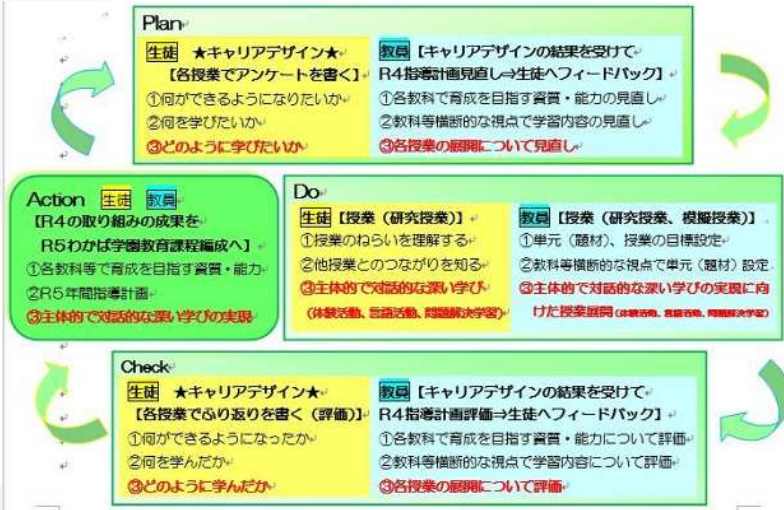 Plan
生徒 ★キャリアデザイン★
【各授業でアンケートを書く】
①何ができるようになりたいか
②何を学びたいか
③どのように学びたいか
教員【キャリアデザインの結果を受けて
R4指導計画見直し⇒生徒へフィードバック】
①各教科で育成を目指す資質・能力の見直し
②教科等横断的な視点で学習内容の見直し
③各授業の展開について見直し
Action 生徒 教員
【R4の取り組みの成果を
R5わかば学園教育課程編成へ】
①各教科等で育成を目指す資質・能力
②R5年間指導計画
③主体的で対話的な深い学びの実現
Do
生徒【授業(研究授業)】
①授業のねらいを理解する
②他授業とのつながりを知る
③主体的で対話的な深い学び
(体験活動、言語活動、問題解決学習)
教員【授業(研究授業、模擬授業)】
①単元(題材)、授業の目標設定
②教科等横断的な視点で単元(題材)設定
③主体的で対話的な深い学びの実現に向
けた授業展開(体験活動、言語活動、問題解決学習)
Check
生徒 ★キャリアデザイン★
【各授業でふり返りを書く(評価)】
①何ができるようになったか
②何を学んだか
③どのように学んだか
教員【キャリアデザインの結果を受けて
R4指導計画評価⇒生徒へフィードバック】
①各教科で育成を目指す資質・能力について評価
②教科等横断的な視点で学習内容について評価
③各授業の展開について評価